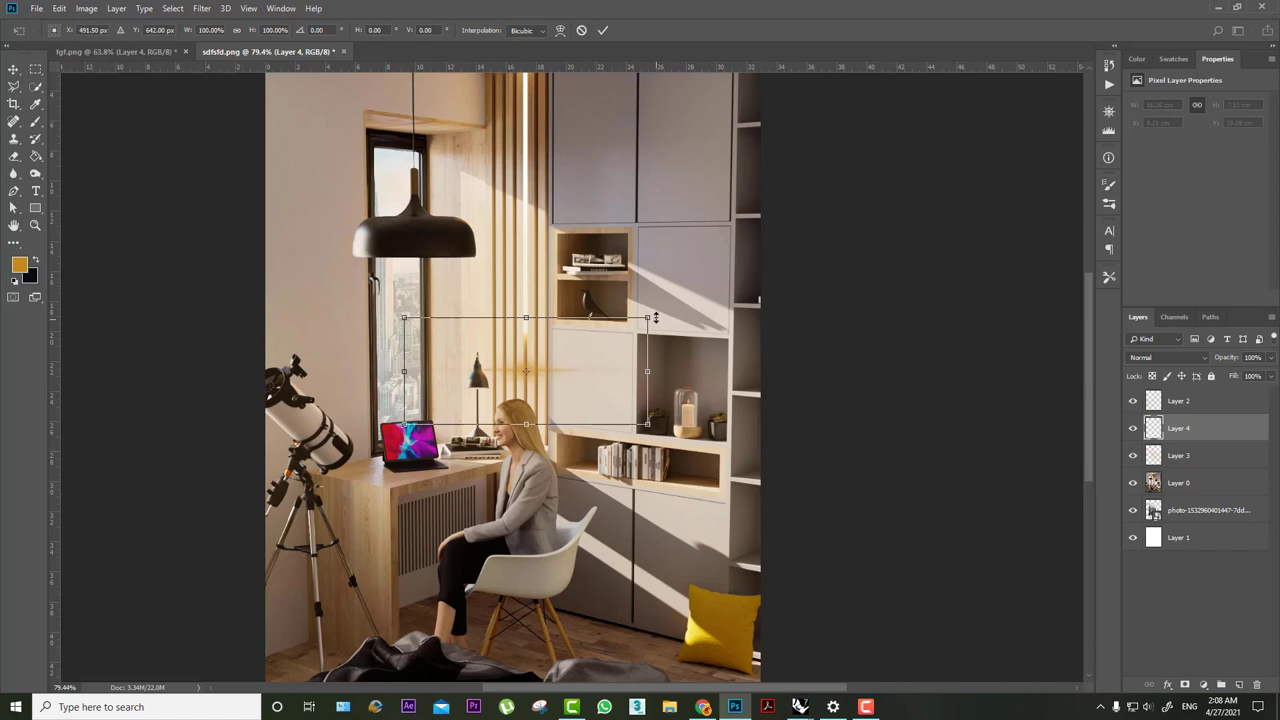 File Edit Image Layer Type Select Filter 3D View Window Help
X: 491.50 px Y: 642.00 px W: 100.00% H: 100.00% 0.00 ° H: 0.00 ° V: 0.00 ° Interpolation: Bicubic
fgf.png @ 63.8% (Layer 4, RGB/8) * × sdfsfd.png @ 79.4% (Layer 4, RGB/8) * ×
Color Swatches Properties
Pixel Layer Properties
W: H:
X: Y:
Layers Channels Paths
Kind
Normal Opacity: 100%
Lock: Fill: 100%
Layer 2
Layer 4
Layer 3
Layer 0
photo-1532960401447-7dd...
Layer 1
79.44% Doc: 3.34M/22.0M
Type here to search
2:08 AM
4/27/2021